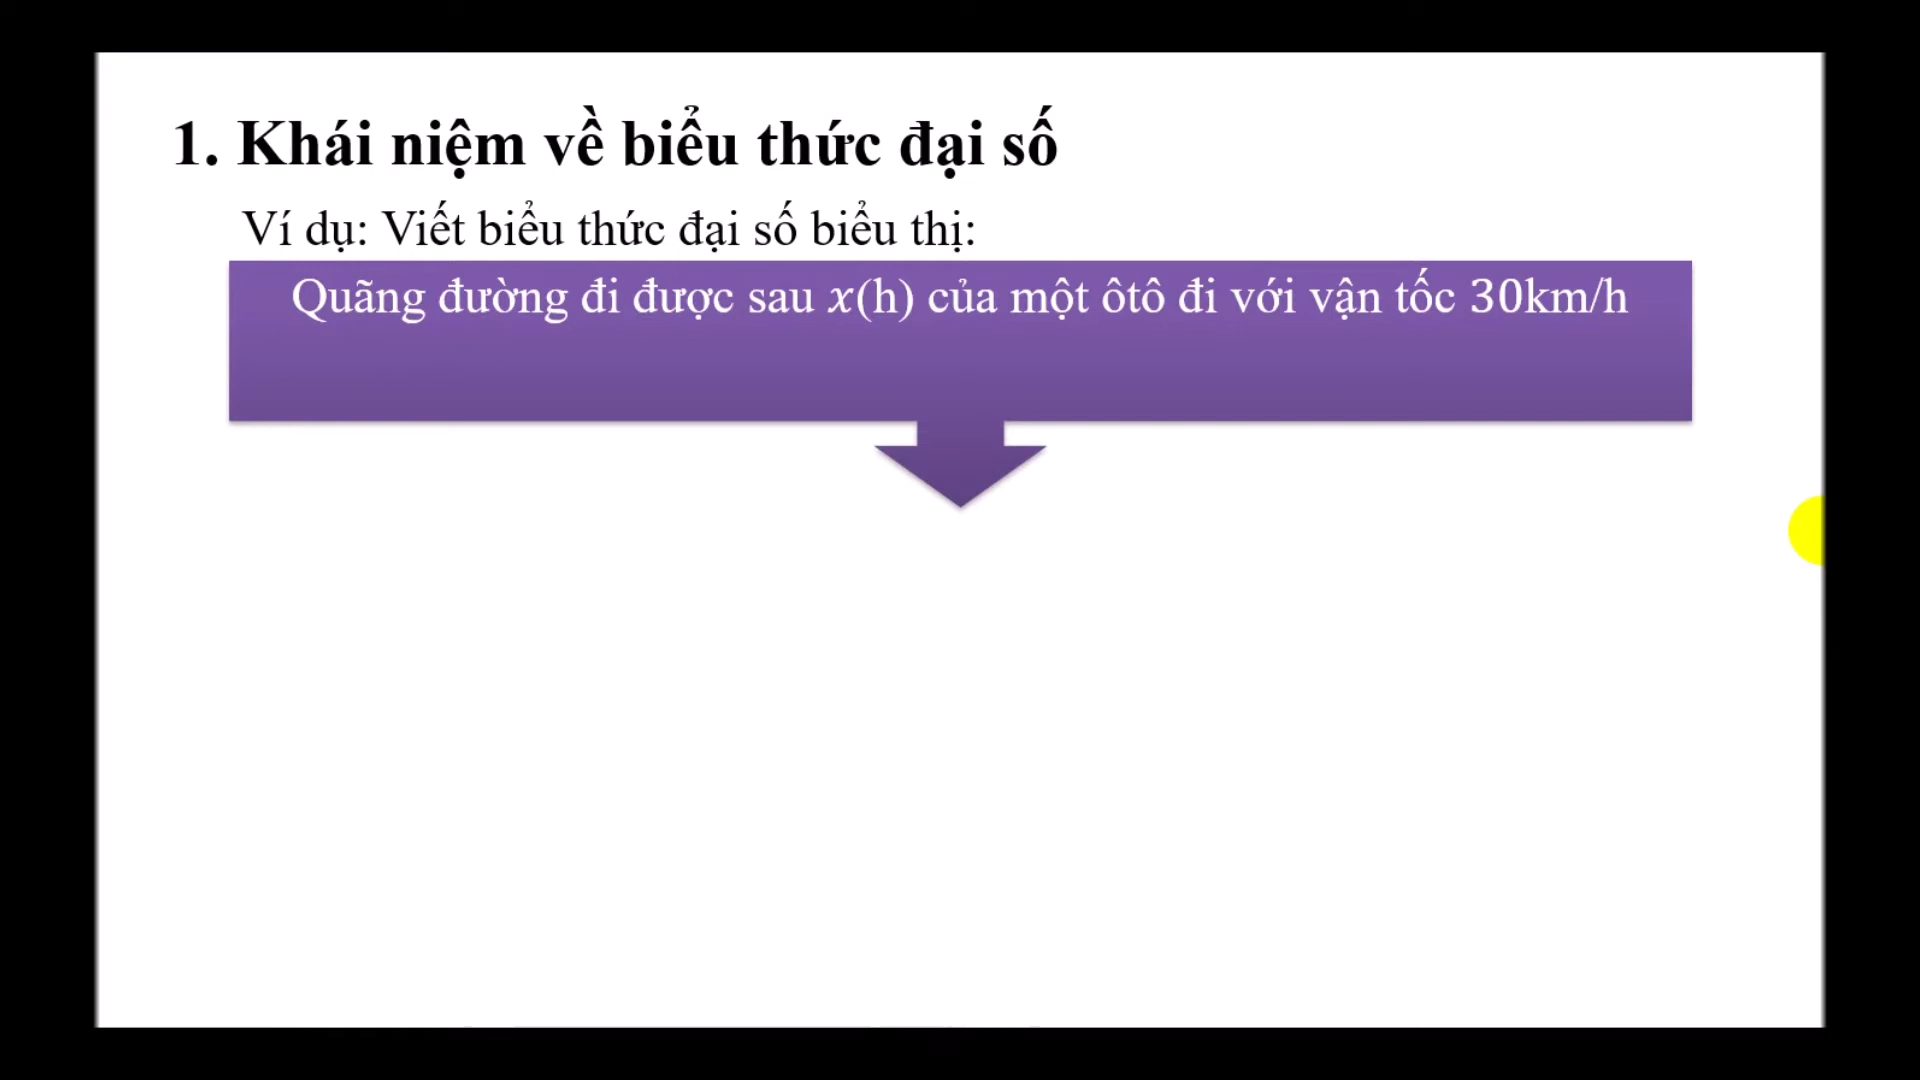 1. Khái niệm về biểu thức đại số
Ví dụ: Viết biểu thức đại số biểu thị:
Quãng đường đi được sau x(h) của một ôtô đi với vận tốc 30km/h